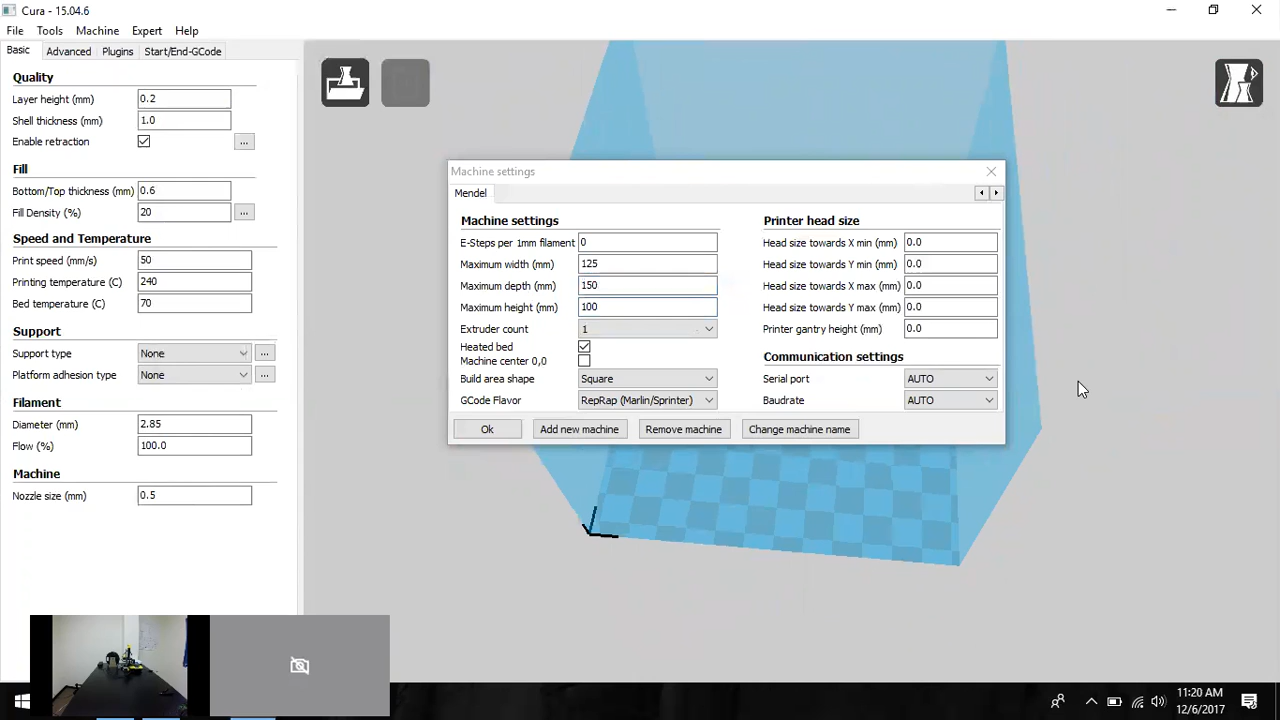 Cura - 15.04.6
File Tools Machine Expert Help
Basic Advanced Plugins Start/End-GCode
Quality
Layer height (mm) 0.2
Shell thickness (mm) 1.0
Enable retraction ...
Fill
Bottom/Top thickness (mm) 0.6
Fill Density (%) 20 ...
Speed and Temperature
Print speed (mm/s) 50
Printing temperature (C) 240
Bed temperature (C) 70
Support
Support type None ...
Platform adhesion type None ...
Filament
Diameter (mm) 2.85
Flow (%) 100.0
Machine
Nozzle size (mm) 0.5
Machine settings
Mendel
Machine settings
E-Steps per 1mm filament 0
Maximum width (mm) 125
Maximum depth (mm) 150
Maximum height (mm) 100
Extruder count 1
Heated bed
Machine center 0,0
Build area shape Square
GCode Flavor RepRap (Marlin/Sprinter)
Printer head size
Head size towards X min (mm) 0.0
Head size towards Y min (mm) 0.0
Head size towards X max (mm) 0.0
Head size towards Y max (mm) 0.0
Printer gantry height (mm) 0.0
Communication settings
Serial port AUTO
Baudrate AUTO
Ok Add new machine Remove machine Change machine name
11:20 AM
12/6/2017